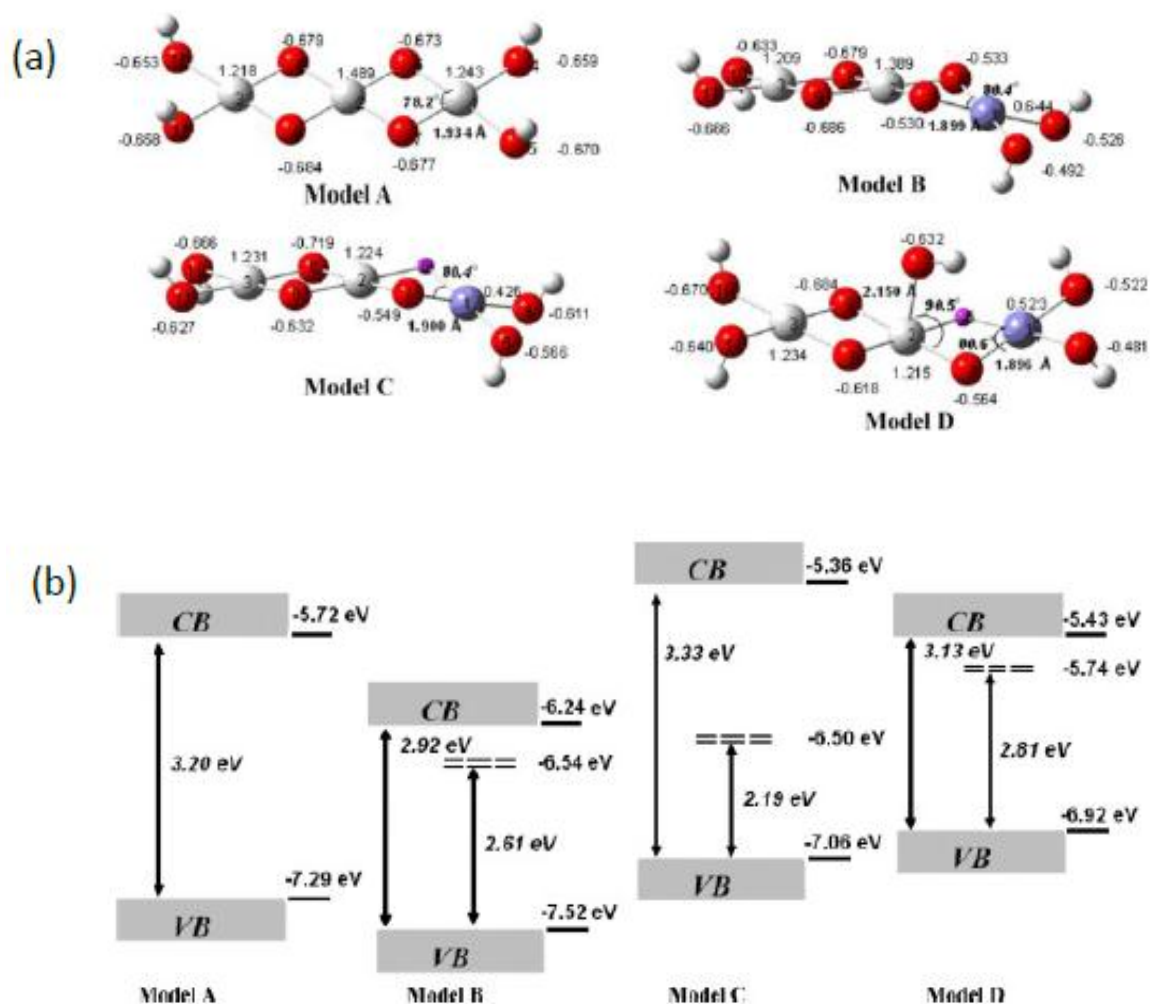 (a)
-0.679 -0.673
-0.653 1.218 1.489 1.243 -0.659
78.2°
1.934 Å
-0.658 -0.664 -0.677 5 -0.670
Model A
-0.633 -0.679 -0.533
1.209 1.389
80.4°
0.644
-0.666 -0.686 -0.530 1.899 Å -0.526
-0.492
Model B
-0.666 1.231 -0.719 1.224
3 2 80.4° 0.426
-0.627 -0.632 -0.549 1.900 Å -0.611
-0.566
Model C
-0.632
-0.670 -0.684 2.150 Å 90.5° 0.523 -0.522
3 2
80.6°
-0.640 1.234 -0.618 1.215 1.896 Å -0.481
-0.564
Model D
(b)
CB -5.72 eV
3.20 eV
-7.29 eV
VB
Model A
CB -6.24 eV
2.92 eV
-6.54 eV
2.61 eV
-7.52 eV
VB
Model B
CB -5.36 eV
3.33 eV
-6.50 eV
2.19 eV
-7.06 eV
VB
Model C
CB -5.43 eV
3.13 eV
-5.74 eV
2.81 eV
-6.92 eV
VB
Model D